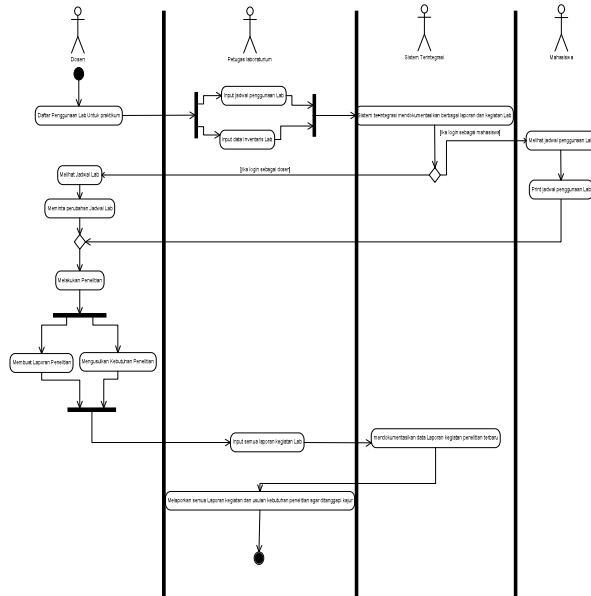 Dosen
Petugas laboraturium
Sistem Terintegrasi
Mahasiswa
Daftar Penggunaan Lab Untuk praktikum
Input jadwal penggunaan Lab
Input data Inventaris Lab
Sistem terintegrasi mendokumentasikan berbagai laporan dan kegiatan Lab
[jika login sebagai mahasiswa]
Melihat jadwal penggunaan Lab
[jika login sebagai dosen]
Melihat Jadwal Lab
Print jadwal penggunaan Lab
Meminta perubahan Jadwal Lab
Melakukan Penelitian
Membuat Laporan Penelitian
Mengusulkan Kebutuhan Penelitian
Input semua laporan kegiatan Lab
mendokumentasikan data Laporan kegiatan penelitian terbaru
Melaporkan semua Laporan kegiatan dan usulan kebutuhan penelitian agar ditanggapi kajur